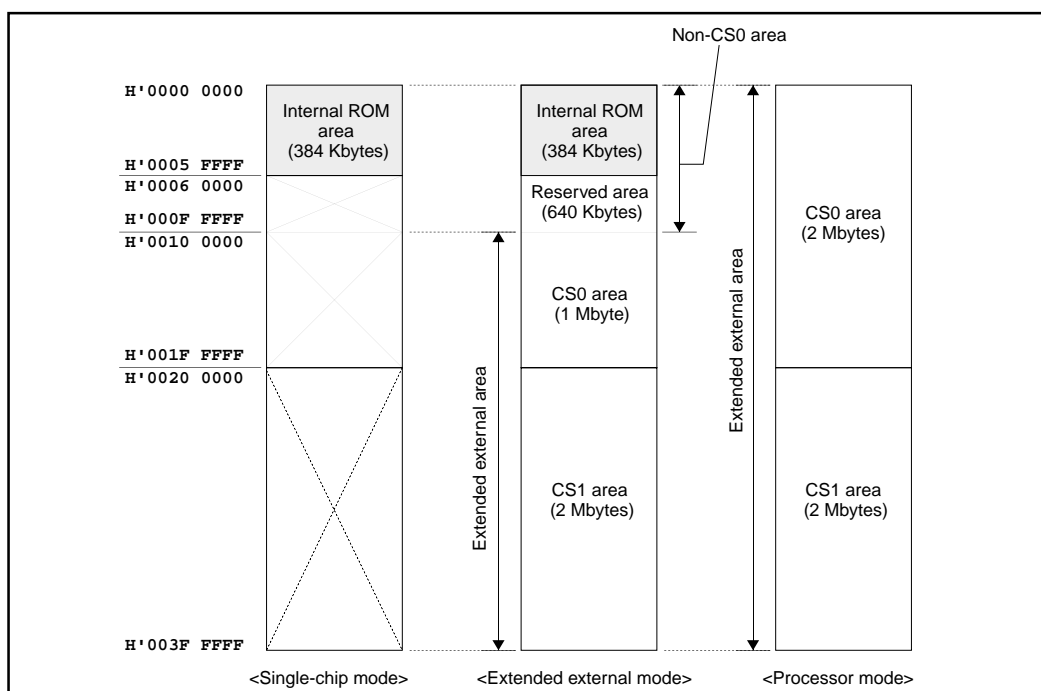 Non-CS0 area
H'0000 0000
H'0005 FFFF
H'0006 0000
H'000F FFFF
H'0010 0000
H'001F FFFF
H'0020 0000
H'003F FFFF
Internal ROM
area
(384 Kbytes)
<Single-chip mode>
Extended external area
Internal ROM
area
(384 Kbytes)
Reserved area
(640 Kbytes)
CS0 area
(1 Mbyte)
CS1 area
(2 Mbytes)
<Extended external mode>
Extended external area
CS0 area
(2 Mbytes)
CS1 area
(2 Mbytes)
<Processor mode>